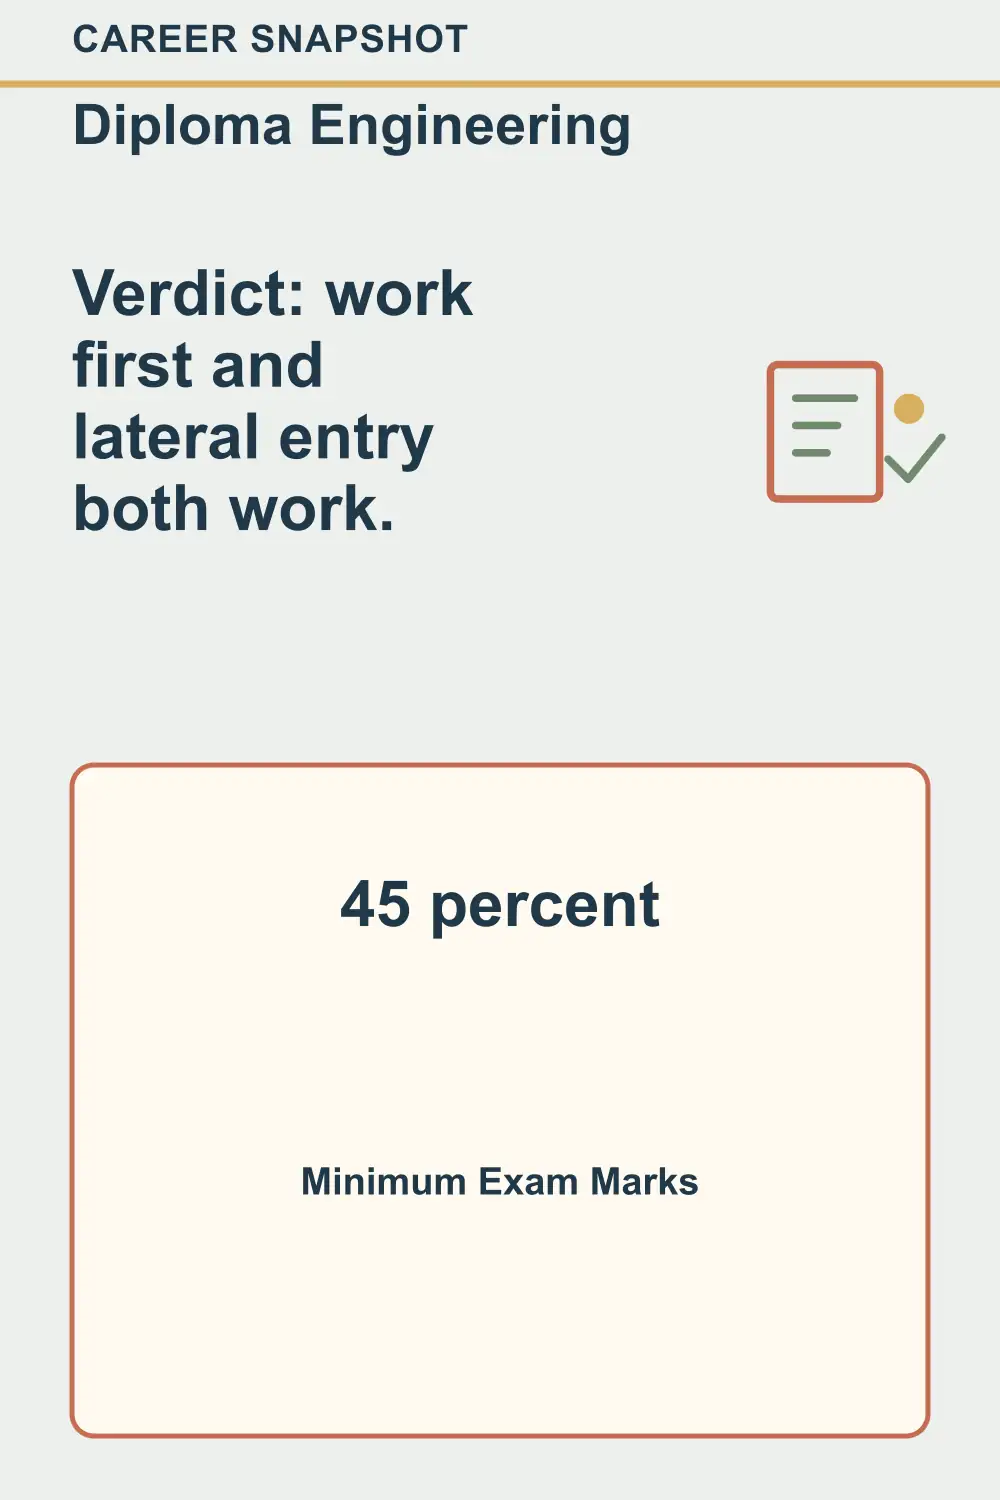 CAREER SNAPSHOT
Diploma Engineering
Verdict: work
first and
lateral entry
both work.
45 percent
Minimum Exam Marks